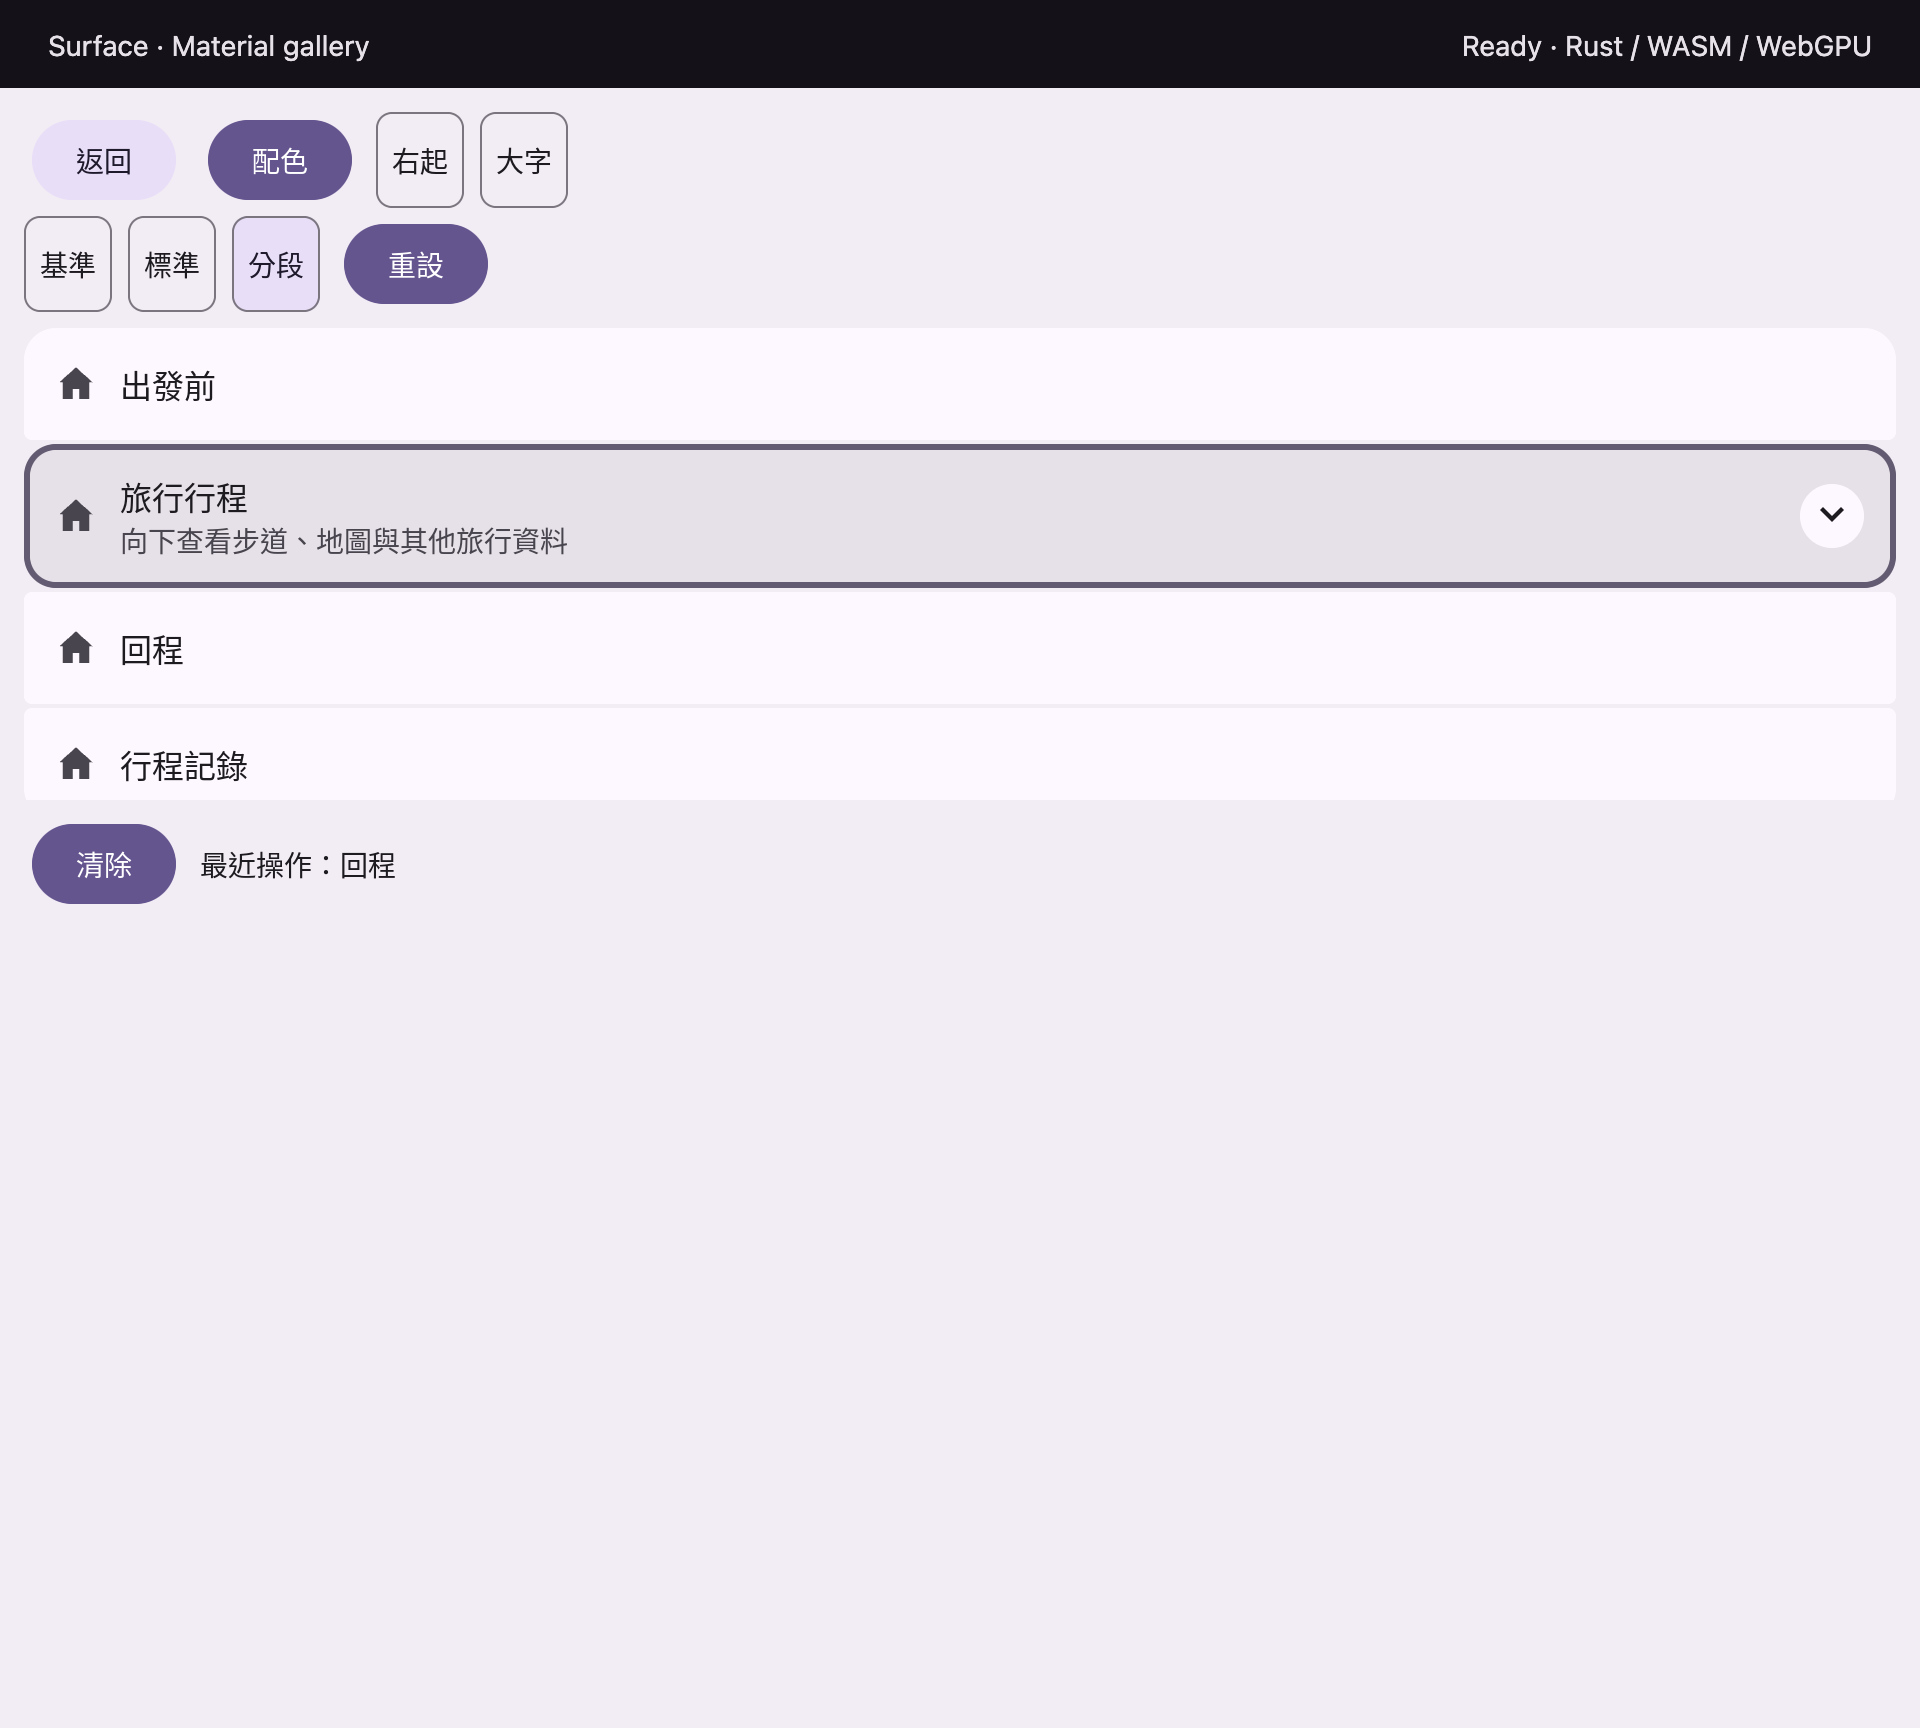 Surface · Material gallery
Ready · Rust / WASM / WebGPU
返回 配色 右起 大字
基準 標準 分段 重設
出發前
旅行行程
向下查看步道、地圖與其他旅行資料
回程
行程記錄
清除 最近操作：回程